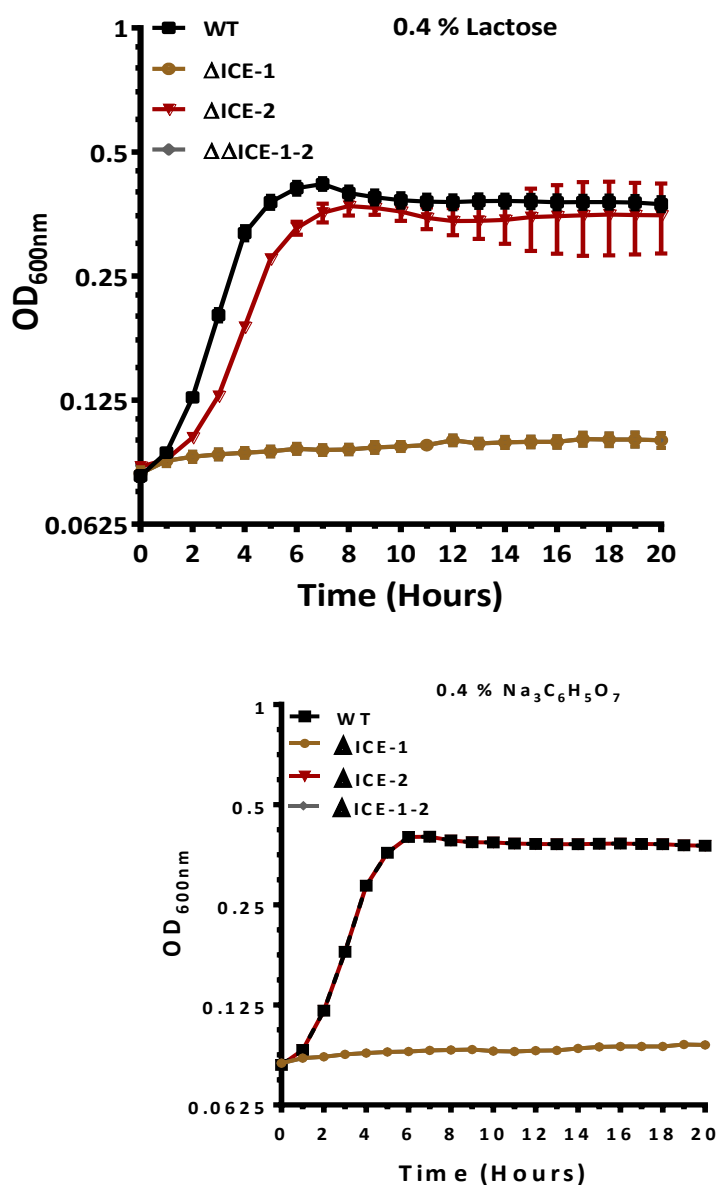 1
WT
0.4 % Lactose
ΔICE-1
ΔICE-2
ΔΔICE-1-2
0.5
0.25
0.125
0.0625
OD600nm
0 2 4 6 8 10 12 14 16 18 20
Time (Hours)
0.4 % Na3C6H5O7
1
WT
ΔICE-1
ΔICE-2
ΔICE-1-2
0.5
0.25
0.125
0.0625
OD600nm
0 2 4 6 8 10 12 14 16 18 20
Time (Hours)